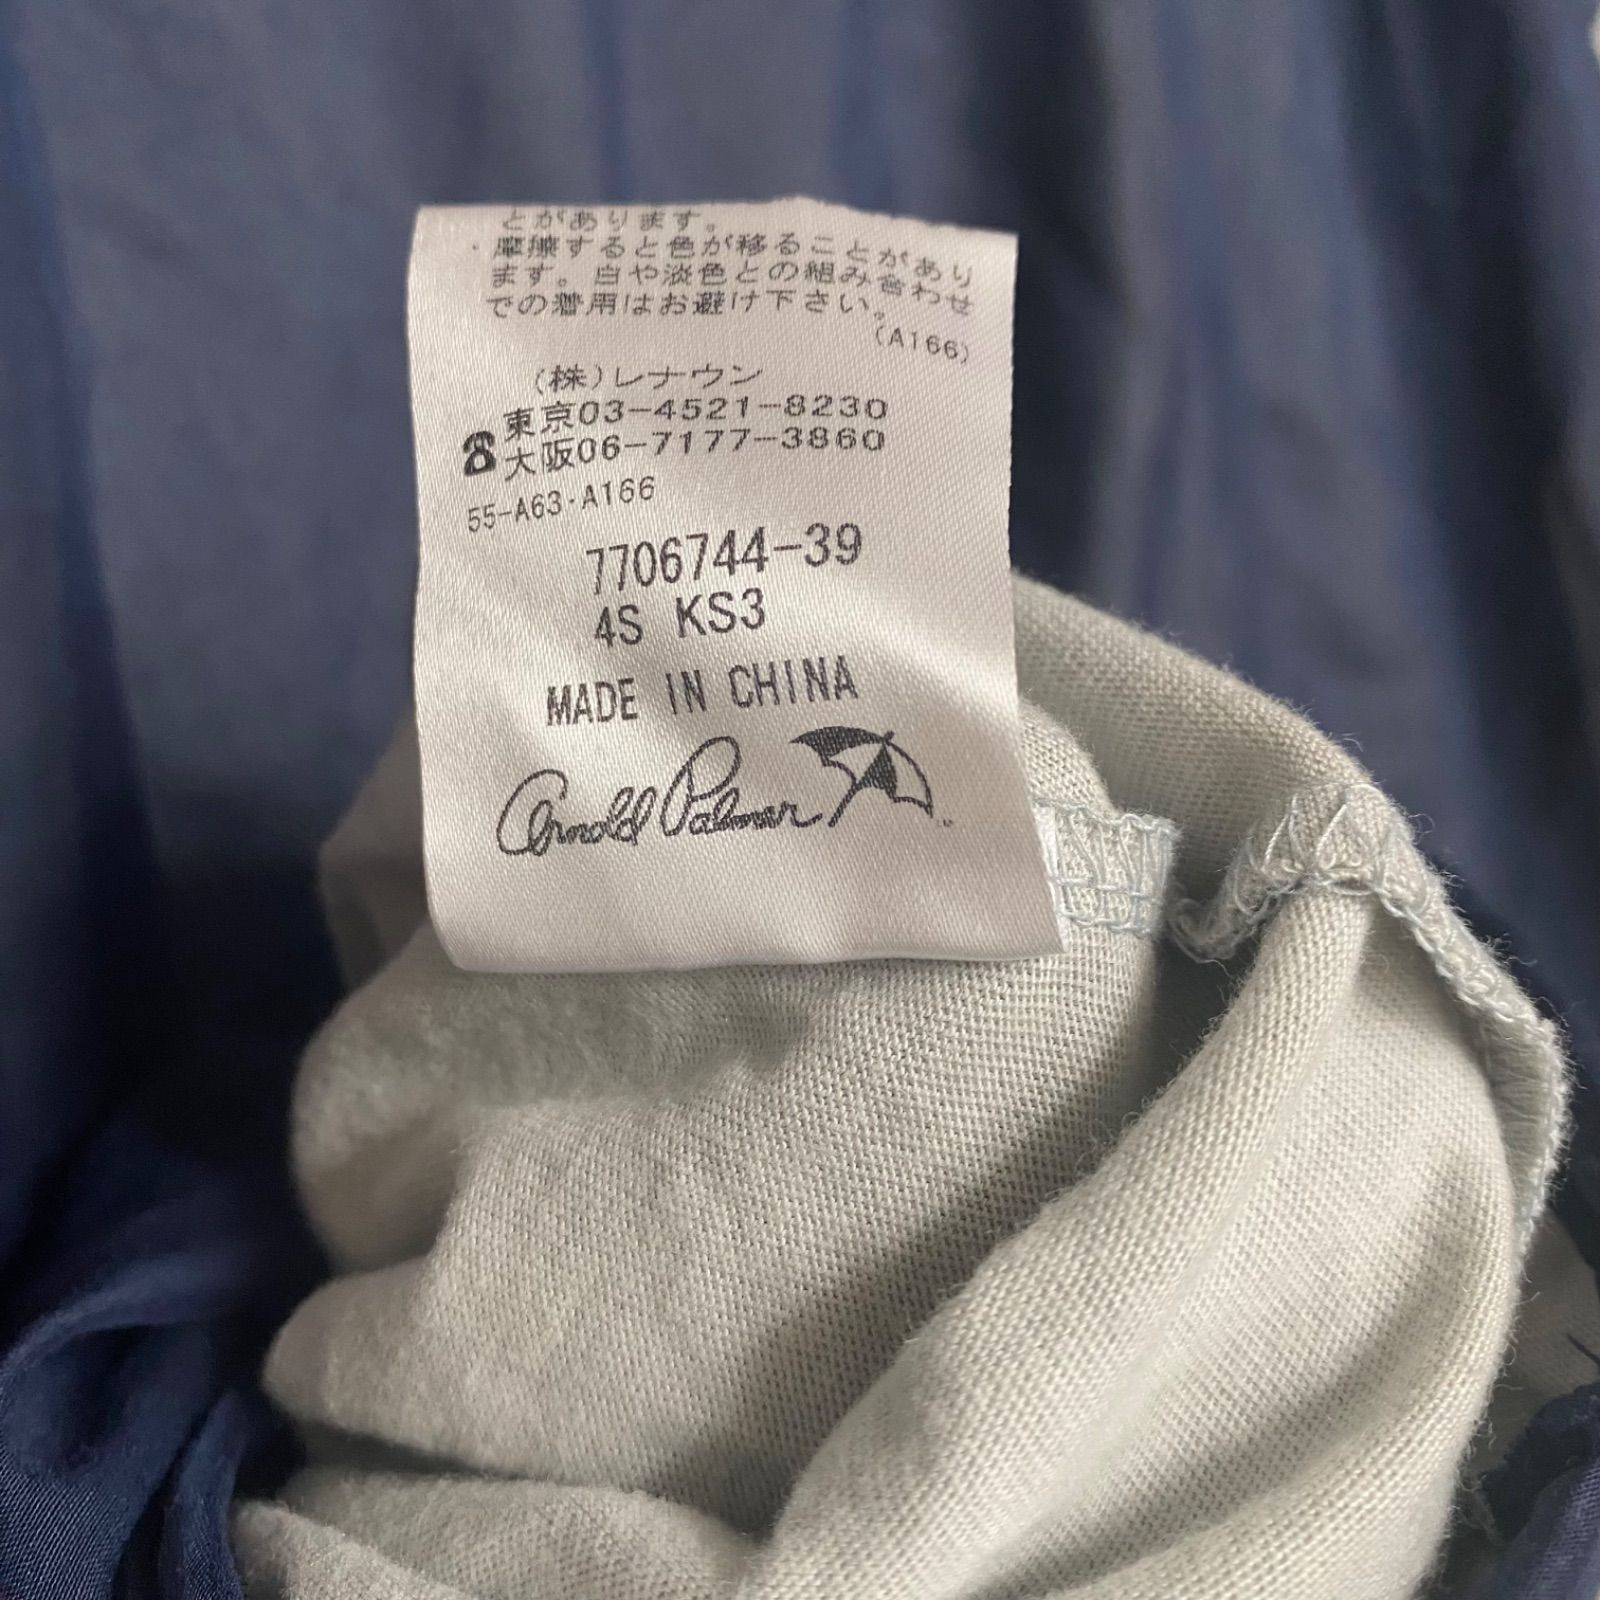 とがあります。
・摩擦すると色が移ることがあり
ます。白や淡色との組み合わせ
での着用はお避け下さい。
(A166)
(株)レナウン
☎東京03-4521-8230
大阪06-7177-3860
55-A63・A166
7706744-39
4S KS3
MADE IN CHINA
Arnold Palmer